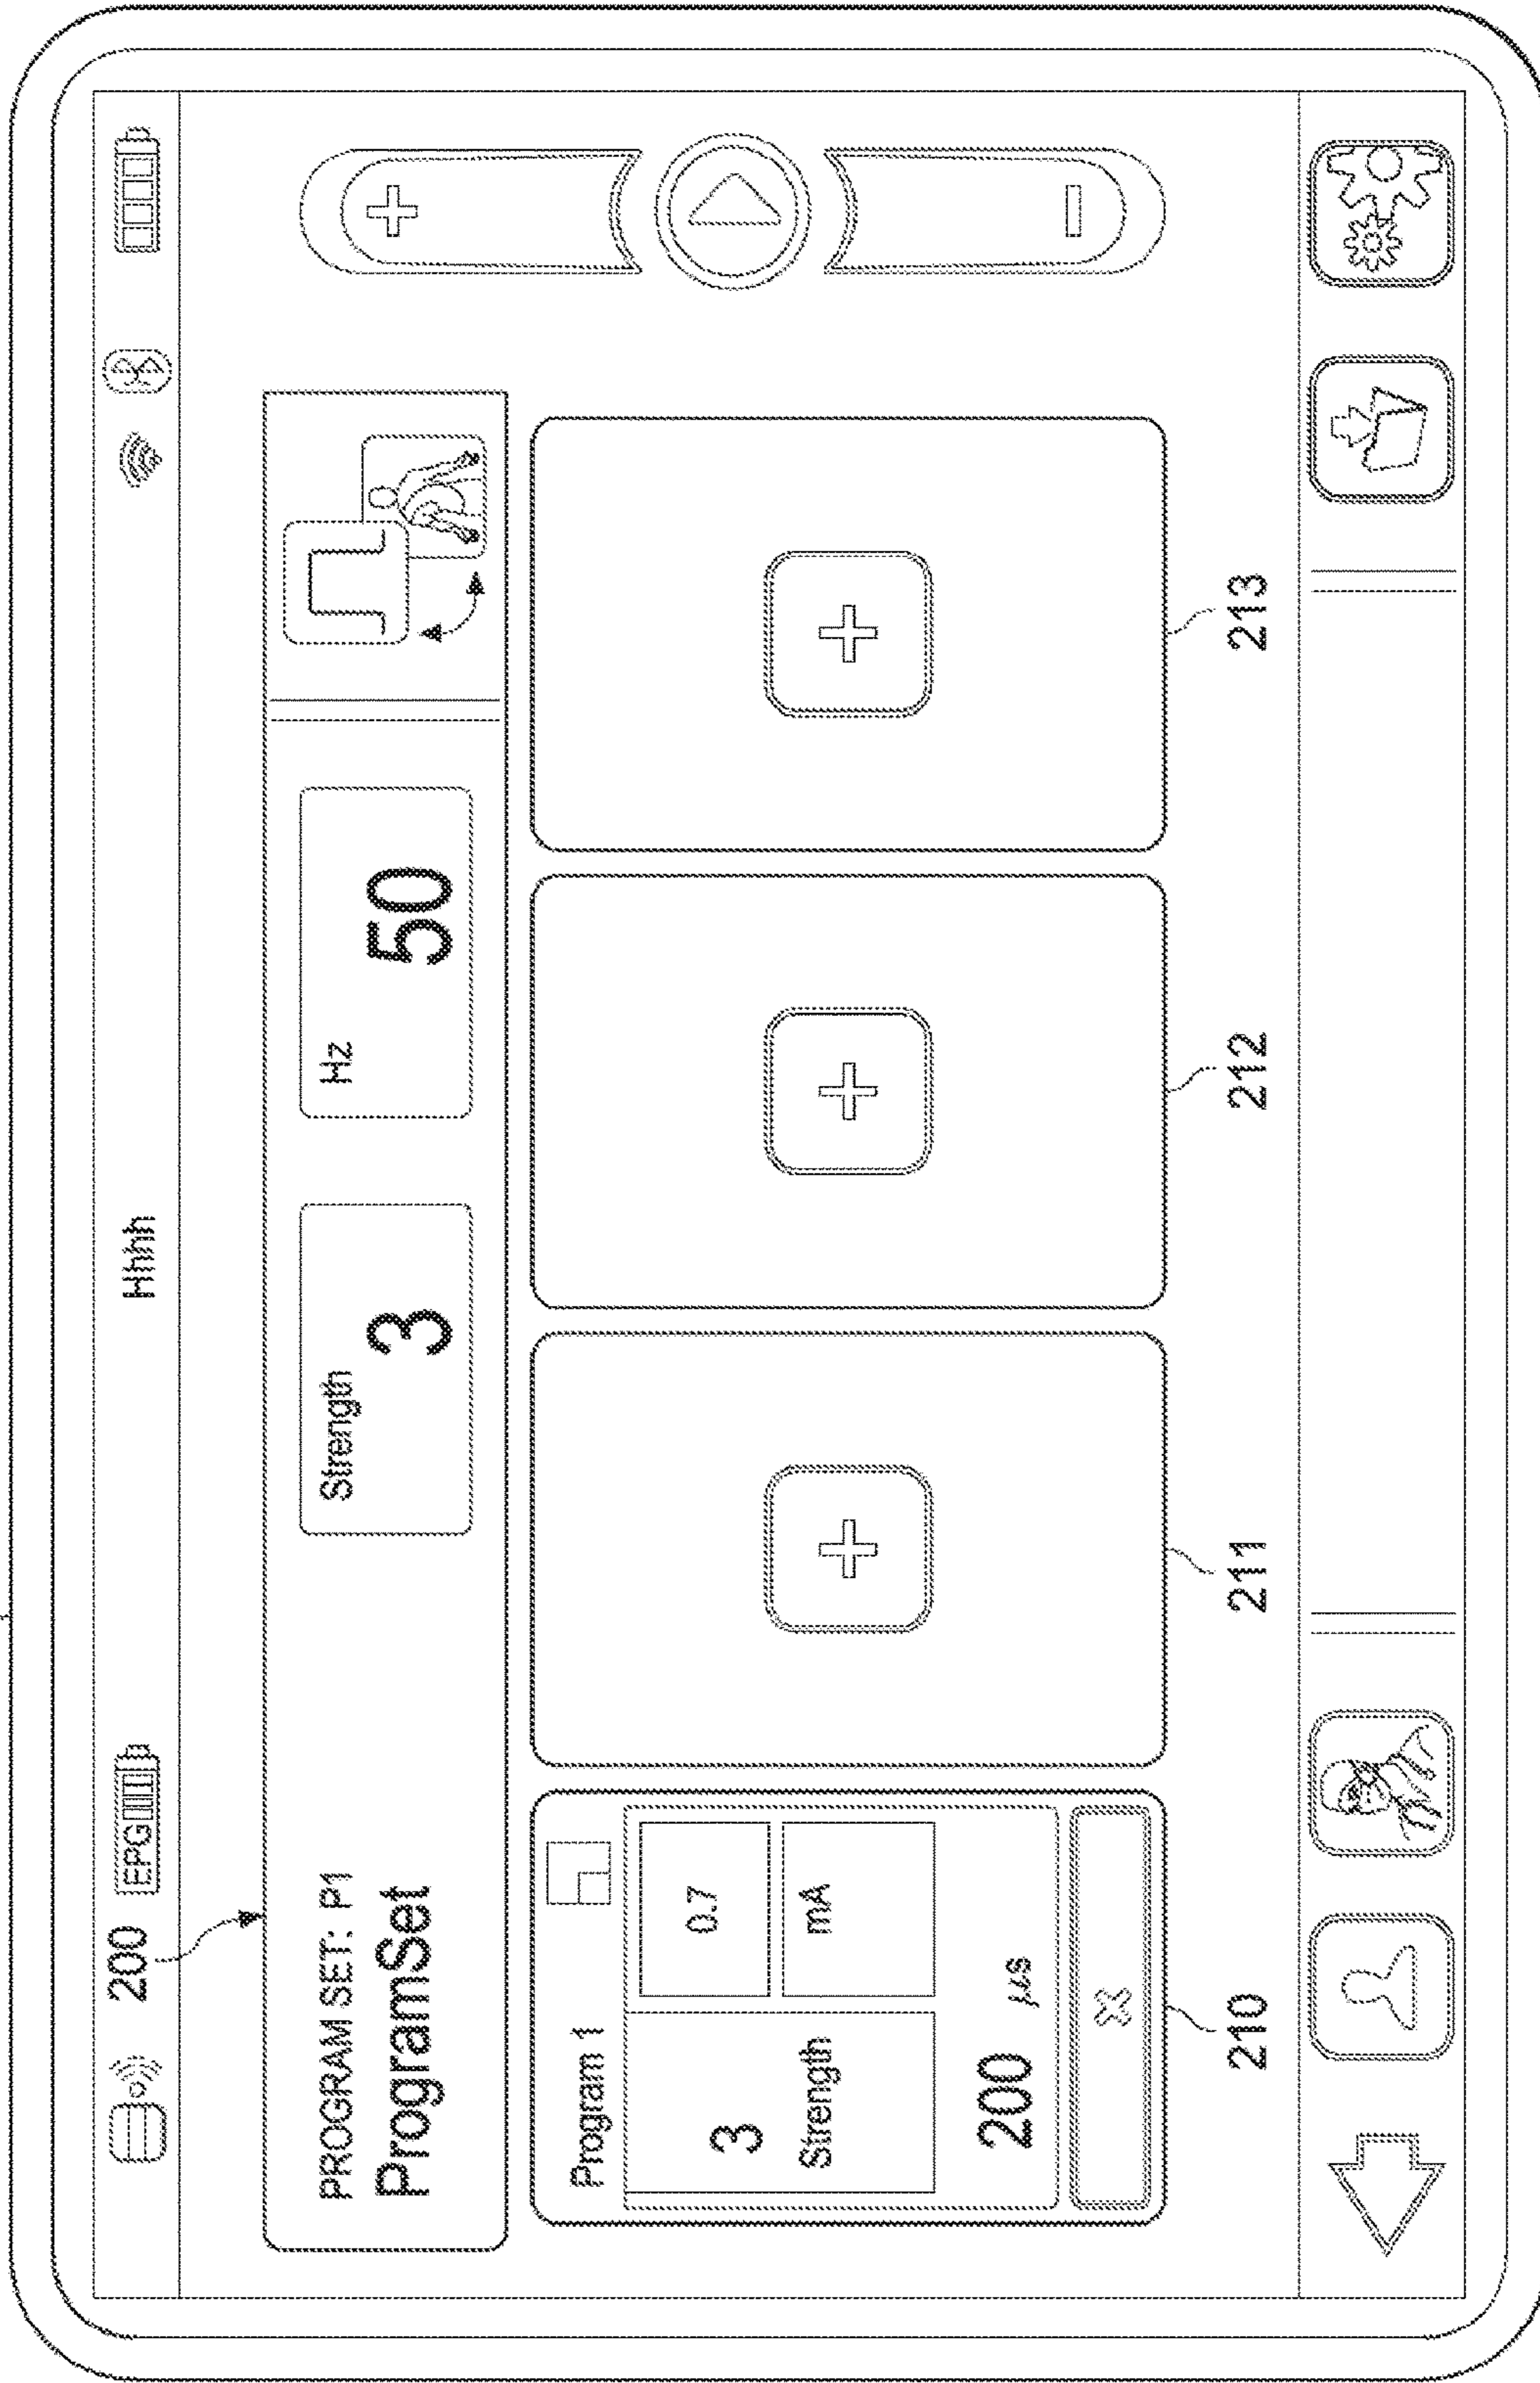 200 EPG Hhhh
PROGRAM SET: P1
ProgramSet
Strength
3
Hz
50
Program 1
3
Strength
0.7
mA
200 μs
210 211 212 213